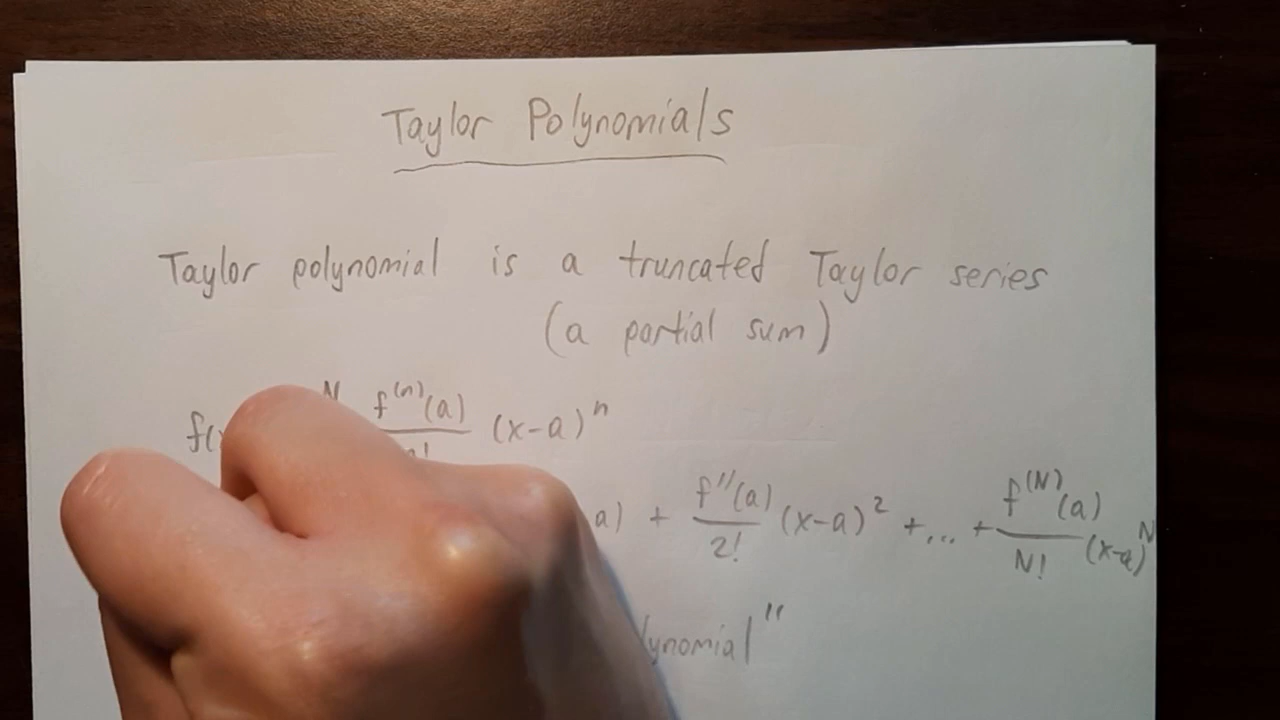 Taylor Polynomials
Taylor polynomial is a truncated Taylor series
(a partial sum)
f( N f⁽ⁿ⁾(a) / n! (x-a)ⁿ
a) + f''(a) / 2! (x-a)² + ... + f⁽ᴺ⁾(a) / N! (x-a)ᴺ
lynomial"